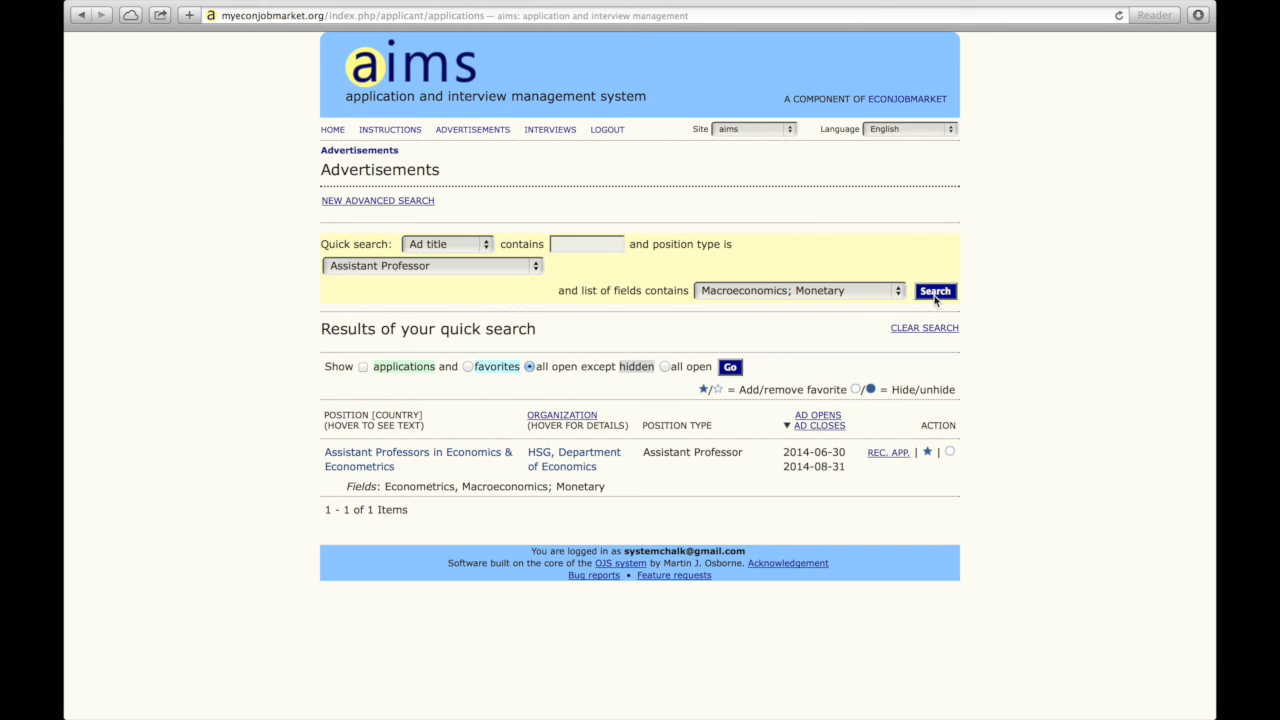 myeconjobmarket.org/index.php/applicant/applications — aims: application and interview management
Reader
aims
application and interview management system
A COMPONENT OF ECONJOBMARKET
HOME INSTRUCTIONS ADVERTISEMENTS INTERVIEWS LOGOUT Site aims Language English
Advertisements
Advertisements
NEW ADVANCED SEARCH
Quick search: Ad title contains and position type is
Assistant Professor
and list of fields contains Macroeconomics; Monetary Search
Results of your quick search CLEAR SEARCH
Show applications and favorites all open except hidden all open Go
★/☆ = Add/remove favorite ○/● = Hide/unhide
POSITION [COUNTRY] ORGANIZATION AD OPENS
(HOVER TO SEE TEXT) (HOVER FOR DETAILS) POSITION TYPE ▼ AD CLOSES ACTION
Assistant Professors in Economics & HSG, Department Assistant Professor 2014-06-30 REC. APP. | ★ | ○
Econometrics of Economics 2014-08-31
Fields: Econometrics, Macroeconomics; Monetary
1 - 1 of 1 Items
You are logged in as systemchalk@gmail.com
Software built on the core of the OJS system by Martin J. Osborne. Acknowledgement
Bug reports • Feature requests